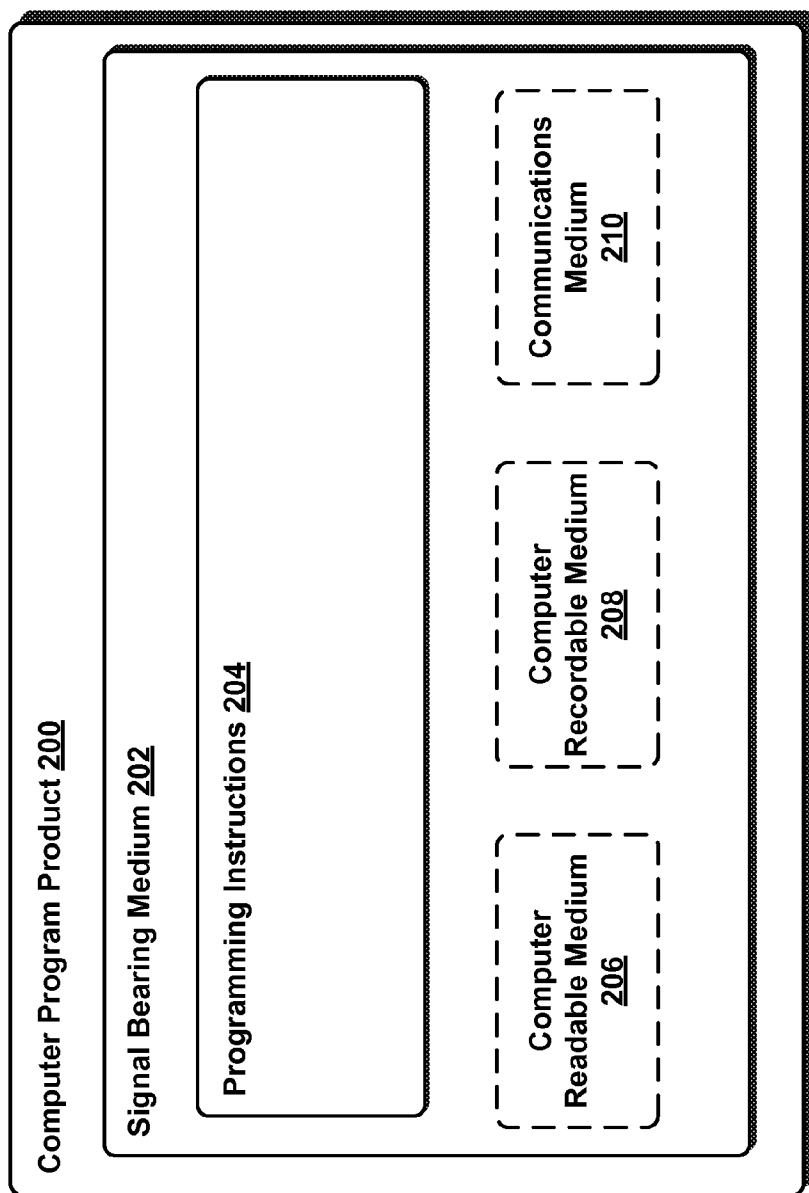 Computer Program Product 200
Signal Bearing Medium 202
Programming Instructions 204
Computer
Readable Medium
206
Computer
Recordable Medium
208
Communications
Medium
210